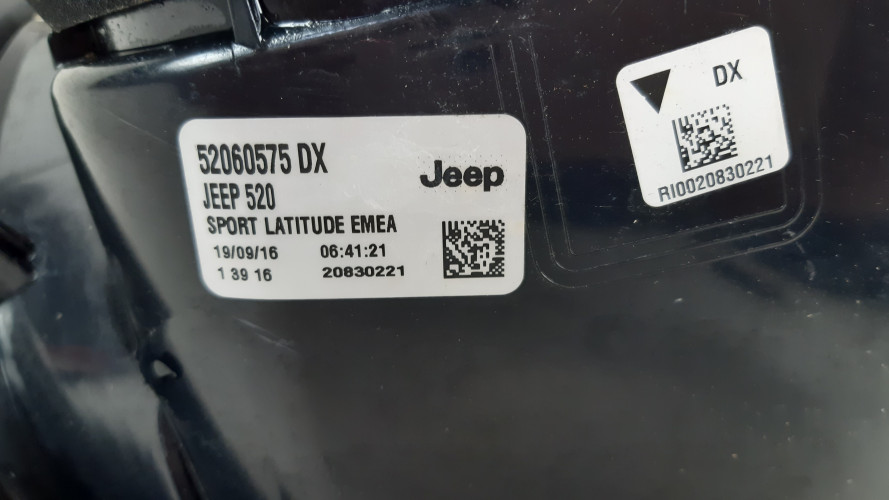 52060575 DX
Jeep
JEEP 520
SPORT LATITUDE EMEA
19/09/16 06:41:21
1 39 16 20830221
DX
RI0020830221